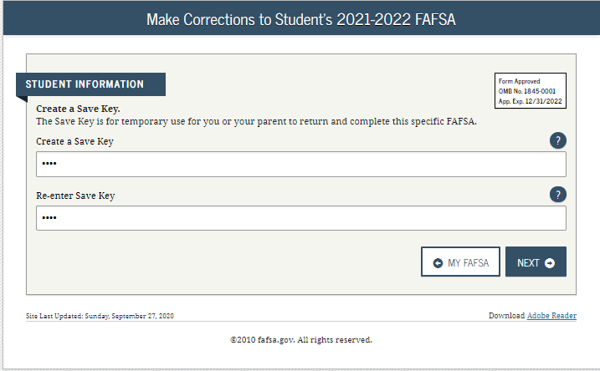 Make Corrections to Student's 2021-2022 FAFSA
STUDENT INFORMATION
Form Approved
OMB No. 1845-0001
App. Exp. 12/31/2022
Create a Save Key.
The Save Key is for temporary use for you or your parent to return and complete this specific FAFSA.
Create a Save Key
?
••••
Re-enter Save Key
?
••••
MY FAFSA
NEXT
Site Last Updated: Sunday, September 27, 2020
Download Adobe Reader
©2010 fafsa.gov. All rights reserved.